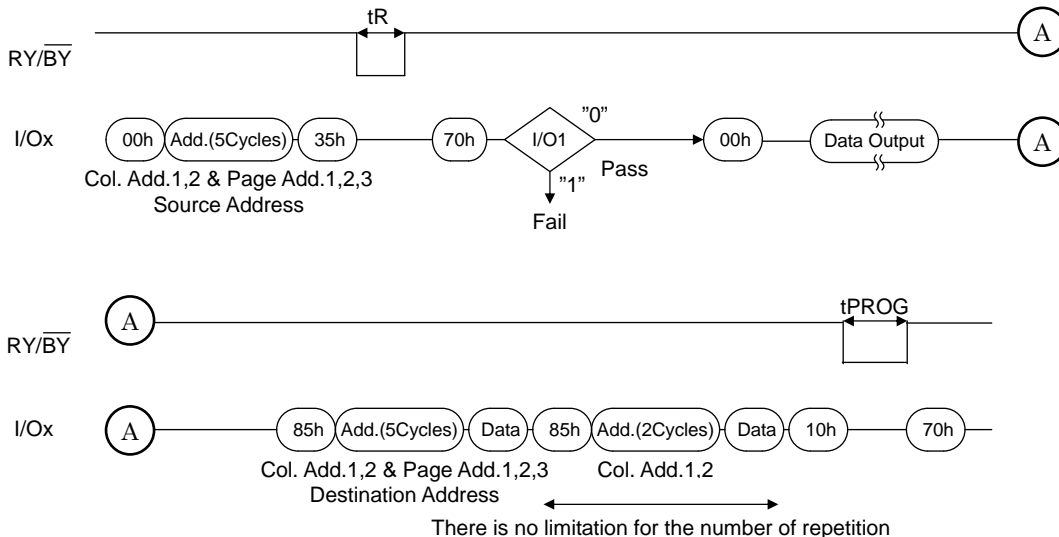 tR
RY/BY
A
I/Ox
00h Add.(5Cycles) 35h 70h I/O1 "0" 00h Data Output A
Pass
"1"
Col. Add.1,2 & Page Add.1,2,3
Source Address
Fail
tPROG
A
RY/BY
I/Ox
A 85h Add.(5Cycles) Data 85h Add.(2Cycles) Data 10h 70h
Col. Add.1,2 & Page Add.1,2,3 Col. Add.1,2
Destination Address
There is no limitation for the number of repetition